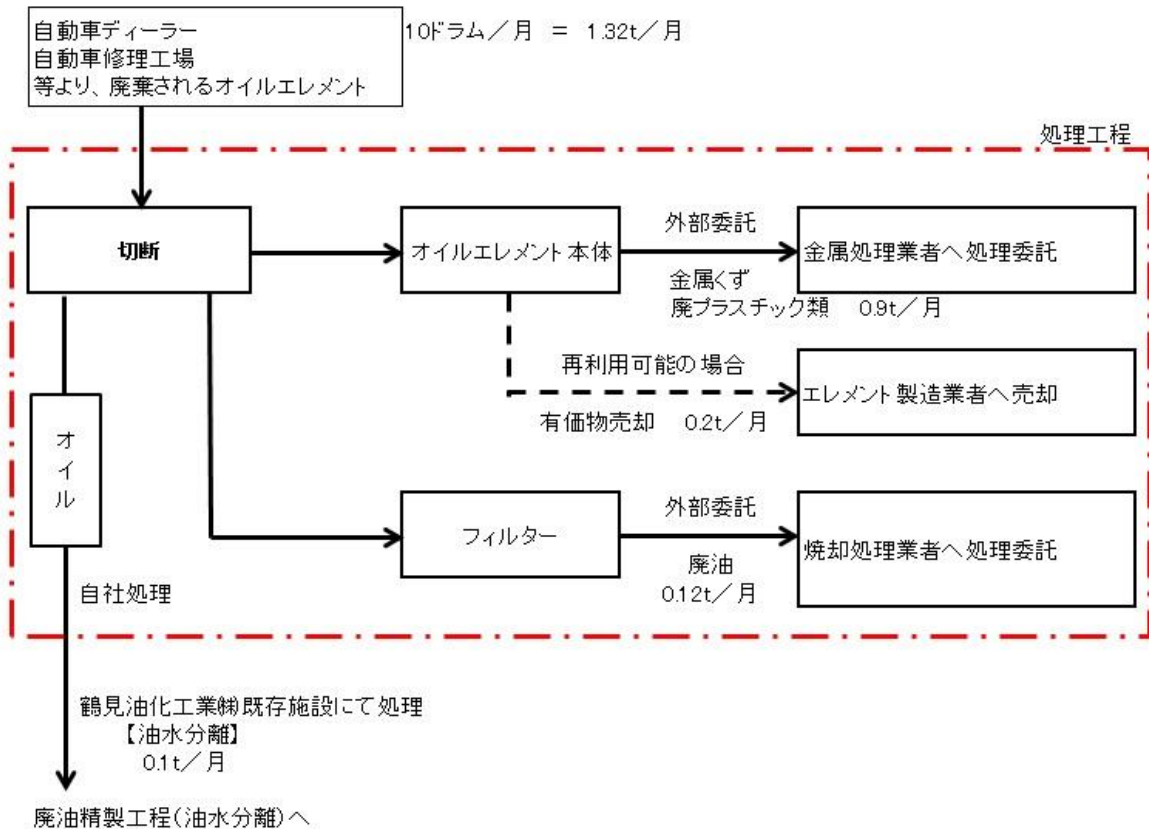 自動車ディーラー
自動車修理工場
等より、廃棄されるオイルエレメント
10ドラム／月 ＝ 1.32t／月
処理工程
切断
オイルエレメント本体
外部委託
金属くず
廃プラスチック類 0.9t／月
金属処理業者へ処理委託
再利用可能の場合
有価物売却 0.2t／月
エレメント製造業者へ売却
オイル
フィルター
外部委託
廃油
0.12t／月
焼却処理業者へ処理委託
自社処理
鶴見油化工業㈱既存施設にて処理
【油水分離】
0.1t／月
廃油精製工程(油水分離)へ